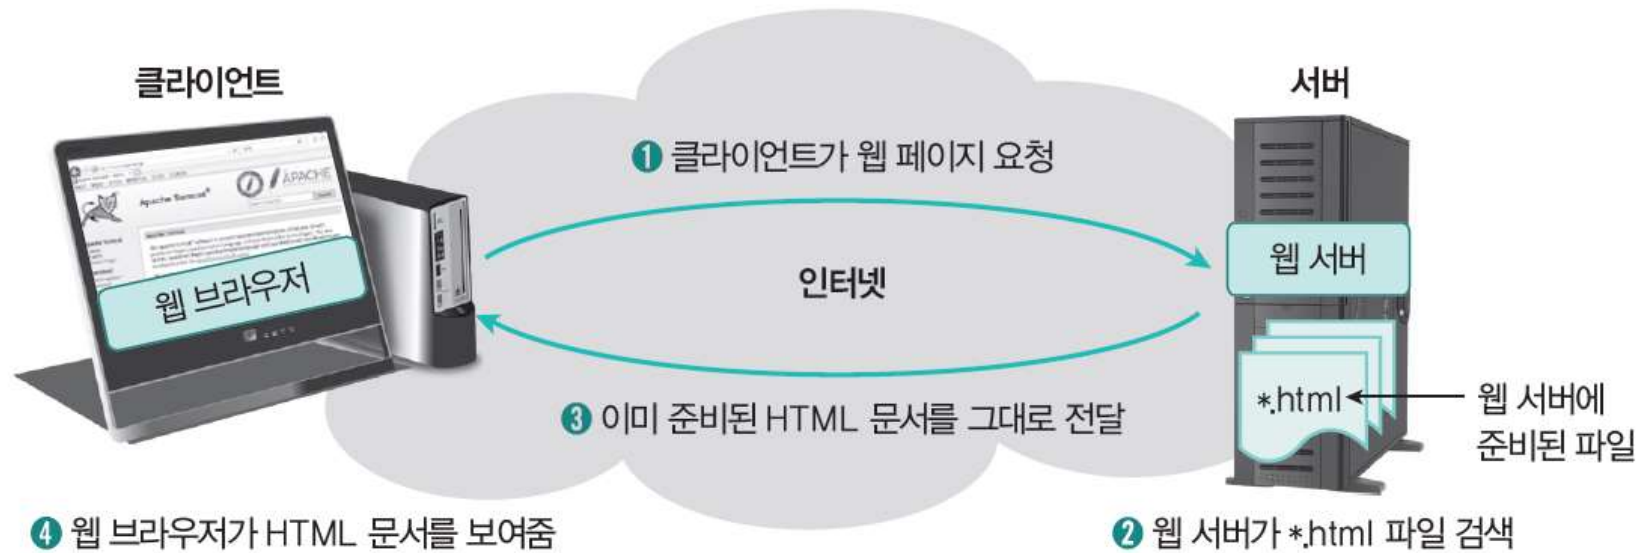 클라이언트
서버
❶ 클라이언트가 웹 페이지 요청
Apache Tomcat®
APACHE
웹 브라우저
인터넷
웹 서버
*.html
웹 서버에
준비된 파일
❸ 이미 준비된 HTML 문서를 그대로 전달
❹ 웹 브라우저가 HTML 문서를 보여줌
❷ 웹 서버가 *.html 파일 검색